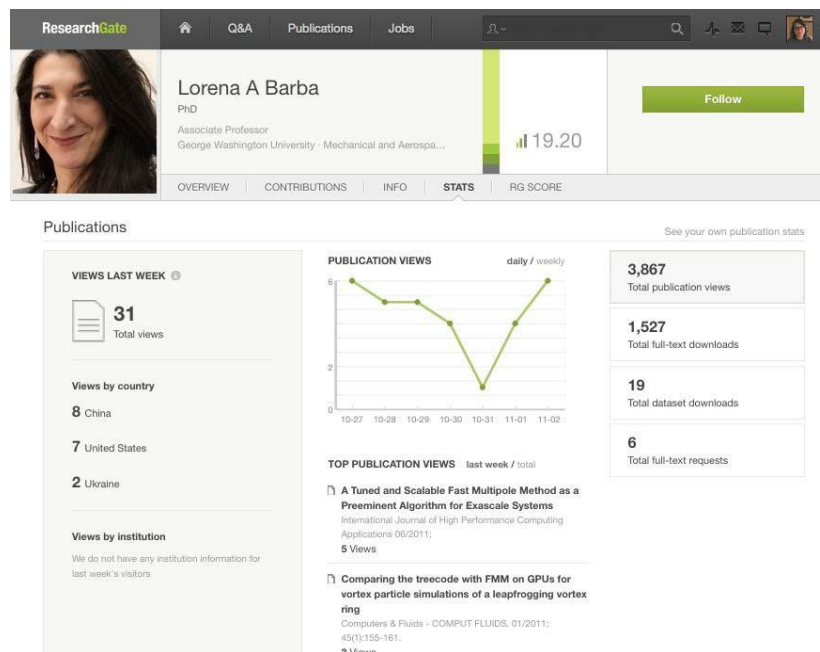 ResearchGate
Q&A
Publications
Jobs
Lorena A Barba
PhD
Associate Professor
George Washington University · Mechanical and Aerospa...
19.20
Follow
OVERVIEW
CONTRIBUTIONS
INFO
STATS
RG SCORE
Publications
See your own publication stats
VIEWS LAST WEEK
31
Total views
Views by country
8 China
7 United States
2 Ukraine
Views by institution
We do not have any institution information for
last week's visitors
PUBLICATION VIEWS
daily / weekly
6
2
0
10-27 10-28 10-29 10-30 10-31 11-01 11-02
TOP PUBLICATION VIEWS last week / total
A Tuned and Scalable Fast Multipole Method as a
Preeminent Algorithm for Exascale Systems
International Journal of High Performance Computing
Applications 06/2011;
5 Views
Comparing the treecode with FMM on GPUs for
vortex particle simulations of a leapfrogging vortex
ring
Computers & Fluids - COMPUT FLUIDS. 01/2011;
45(1):155-161.
Views
3,867
Total publication views
1,527
Total full-text downloads
19
Total dataset downloads
6
Total full-text requests